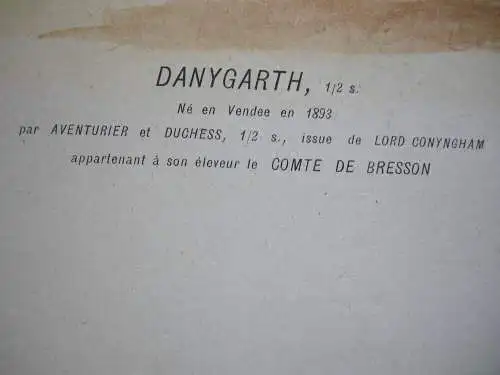 DANYGARTH, 1/2 s.
Né en Vendee en 1893
par AVENTURIER et DUCHESS, 1/2 s., issue de LORD CONYNGHAM
appartenant à son éleveur le COMTE DE BRESSON